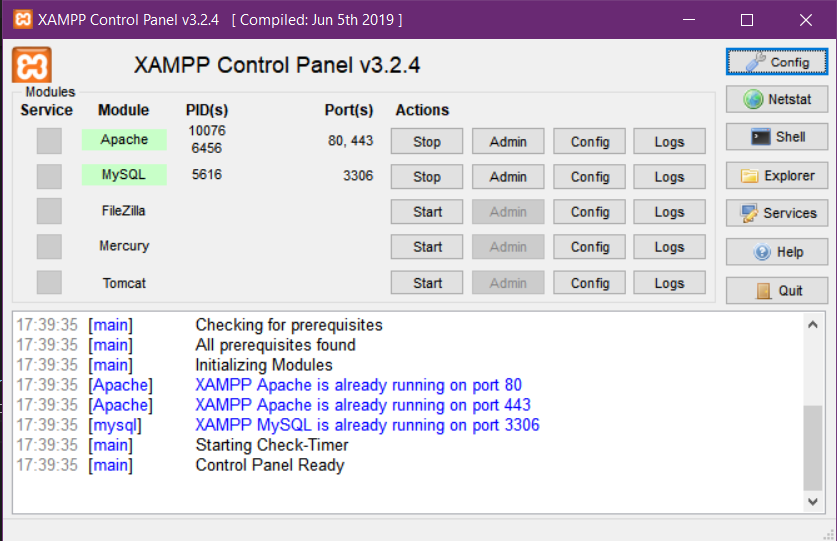 XAMPP Control Panel v3.2.4 [ Compiled: Jun 5th 2019 ]
XAMPP Control Panel v3.2.4
Config
Modules
Service Module PID(s) Port(s) Actions
Apache 10076 6456 80, 443 Stop Admin Config Logs
MySQL 5616 3306 Stop Admin Config Logs
FileZilla Start Admin Config Logs
Mercury Start Admin Config Logs
Tomcat Start Admin Config Logs
Netstat
Shell
Explorer
Services
Help
Quit
17:39:35 [main] Checking for prerequisites
17:39:35 [main] All prerequisites found
17:39:35 [main] Initializing Modules
17:39:35 [Apache] XAMPP Apache is already running on port 80
17:39:35 [Apache] XAMPP Apache is already running on port 443
17:39:35 [mysql] XAMPP MySQL is already running on port 3306
17:39:35 [main] Starting Check-Timer
17:39:35 [main] Control Panel Ready